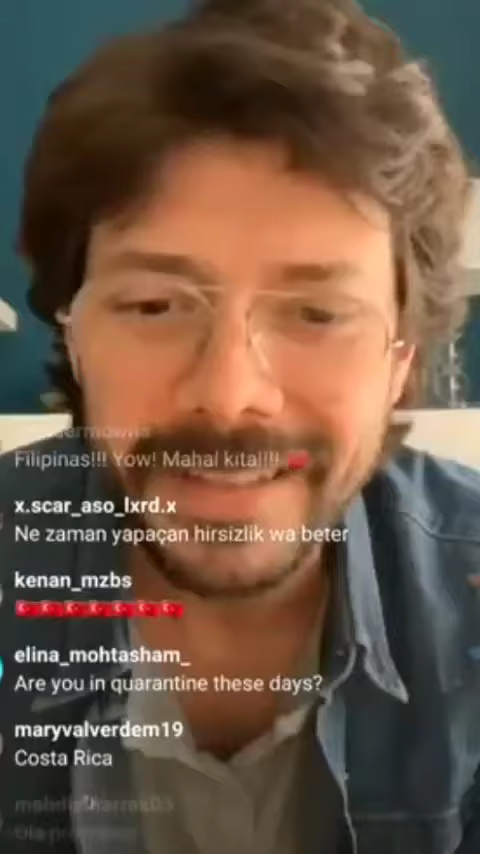 Filipinas!!! Yow! Mahal kita!!!!
x.scar_aso_lxrd.x
Ne zaman yapaçan hirsizlik wa beter
kenan_mzbs
elina_mohtasham_
Are you in quarantine these days?
maryvalverdem19
Costa Rica